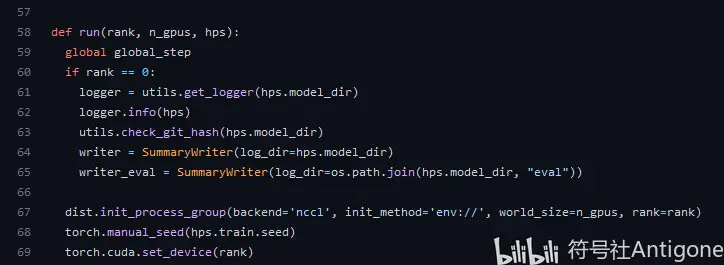 57
58 def run(rank, n_gpus, hps):
59   global global_step
60   if rank == 0:
61     logger = utils.get_logger(hps.model_dir)
62     logger.info(hps)
63     utils.check_git_hash(hps.model_dir)
64     writer = SummaryWriter(log_dir=hps.model_dir)
65     writer_eval = SummaryWriter(log_dir=os.path.join(hps.model_dir, "eval"))
66
67   dist.init_process_group(backend='nccl', init_method='env://', world_size=n_gpus, rank=rank)
68   torch.manual_seed(hps.train.seed)
69   torch.cuda.set_device(rank)
bilibili 符号社Antigone